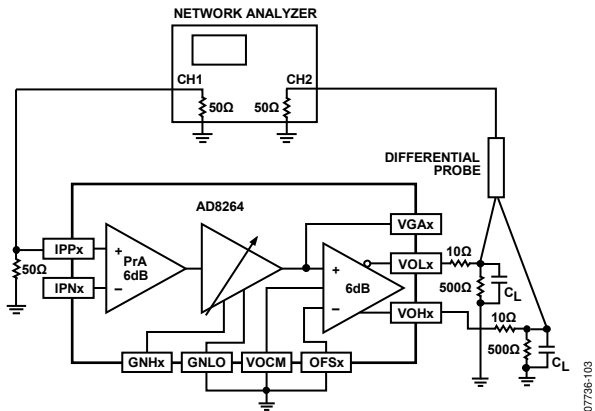 NETWORK ANALYZER
CH1
CH2
50Ω
50Ω
DIFFERENTIAL
PROBE
AD8264
VGAx
IPPx
+
PrA
6dB
–
IPNx
50Ω
+
6dB
–
VOLx
10Ω
500Ω
CL
VOHx
10Ω
500Ω
CL
GNHx
GNLO
VOCM
OFSx
07736-103